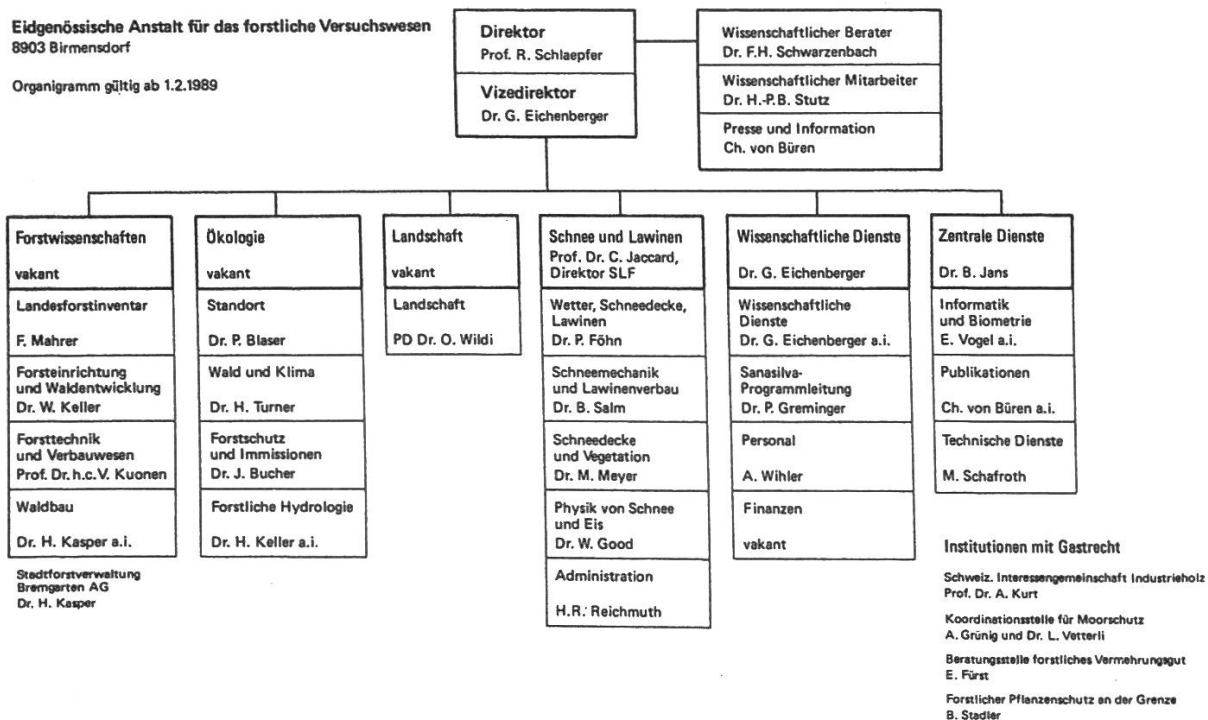 Eidgenössische Anstalt für das forstliche Versuchswesen
8903 Birmensdorf
Organigramm gültig ab 1.2.1989
Direktor
Prof. R. Schlaepfer
Vizedirektor
Dr. G. Eichenberger
Wissenschaftlicher Berater
Dr. F.H. Schwarzenbach
Wissenschaftlicher Mitarbeiter
Dr. H.-P.B. Stutz
Presse und Information
Ch. von Büren
Forstwissenschaften
vakant
Landesforstinventar
F. Mahrer
Forsteinrichtung
und Waldentwicklung
Dr. W. Keller
Forsttechnik
und Verbauwesen
Prof. Dr. h.c. V. Kuonen
Waldbau
Dr. H. Kasper a.i.
Stadtforstverwaltung
Bremgarten AG
Dr. H. Kasper
Ökologie
vakant
Standort
Dr. P. Blaser
Wald und Klima
Dr. H. Turner
Forstschutz
und Immissionen
Dr. J. Bucher
Forstliche Hydrologie
Dr. H. Keller a.i.
Landschaft
vakant
Landschaft
PD Dr. O. Wildi
Schnee und Lawinen
Prof. Dr. C. Jaccard,
Direktor SLF
Wetter, Schneedecke,
Lawinen
Dr. P. Föhn
Schneemechanik
und Lawinenverbau
Dr. B. Salm
Schneedecke
und Vegetation
Dr. M. Meyer
Physik von Schnee
und Eis
Dr. W. Good
Administration
H.R. Reichmuth
Wissenschaftliche Dienste
Dr. G. Eichenberger
Wissenschaftliche
Dienste
Dr. G. Eichenberger a.i.
Sanasilva-
Programmleitung
Dr. P. Greminger
Personal
A. Wihler
Finanzen
vakant
Zentrale Dienste
Dr. B. Jans
Informatik
und Biometrie
E. Vogel a.i.
Publikationen
Ch. von Büren a.i.
Technische Dienste
M. Schafroth
Institutionen mit Gastrecht
Schweiz. Interessengemeinschaft Industrieholz
Prof. Dr. A. Kurt
Koordinationsstelle für Moorschutz
A. Grünig und Dr. L. Vetterli
Beratungsstelle forstliches Vermehrungsgut
E. Fürst
Forstlicher Pflanzenschutz an der Grenze
B. Stadler